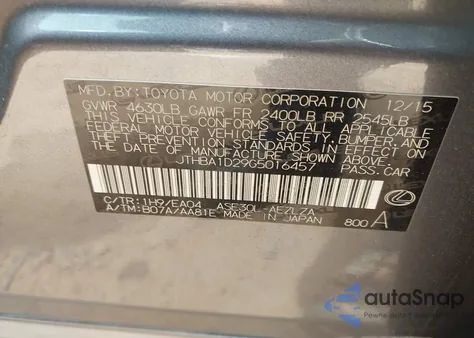 MFD.BY:TOYOTA MOTOR CORPORATION 12/15
GVWR 4630LB GAWR FR 2400LB RR 2545LB
THIS VEHICLE CONFORMS TO ALL APPLICABLE
FEDERAL MOTOR VEHICLE SAFETY, BUMPER, AND
THEFT PREVENTION STANDARDS IN EFFECT ON
THE DATE OF MANUFACTURE SHOWN ABOVE.
JTHBA1D29G5016457 PASS.CAR
C/TR:1H9/EA04 ASE30L-AEZLZA
A/TM:B07A/AA81E MADE IN JAPAN 800A
autoSnap
Pewne auto z